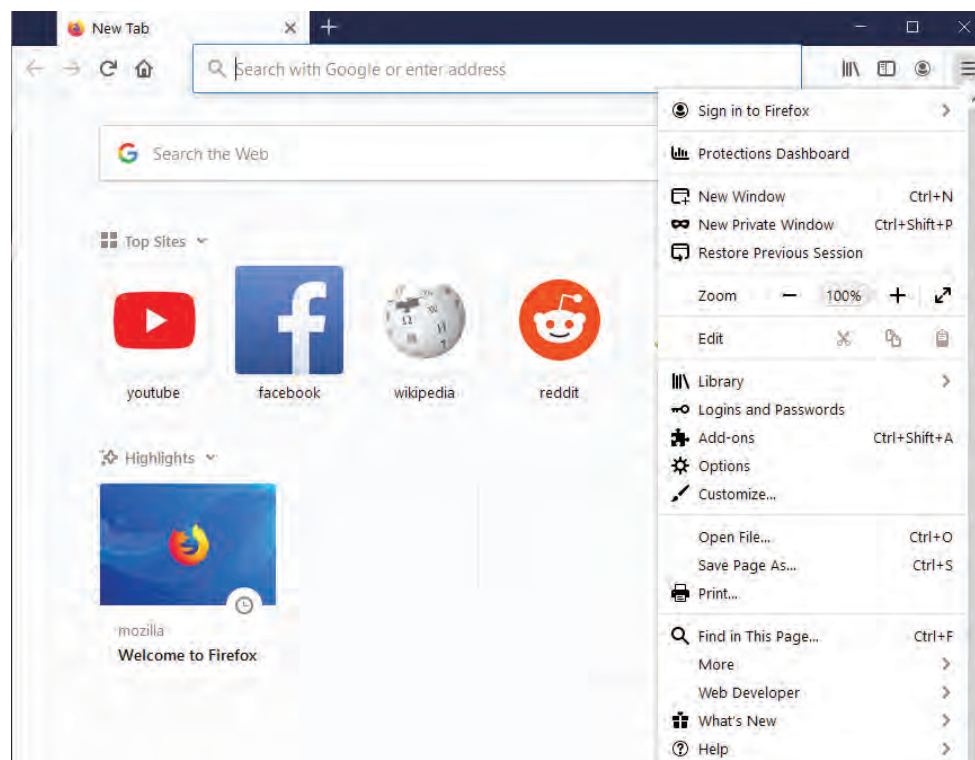 New Tab
Search with Google or enter address
Search the Web
Top Sites
youtube
facebook
wikipedia
reddit
Highlights
mozilla
Welcome to Firefox
Sign in to Firefox
Protections Dashboard
New Window Ctrl+N
New Private Window Ctrl+Shift+P
Restore Previous Session
Zoom 100%
Edit
Library
Logins and Passwords
Add-ons Ctrl+Shift+A
Options
Customize...
Open File... Ctrl+O
Save Page As... Ctrl+S
Print...
Find in This Page... Ctrl+F
More
Web Developer
What's New
Help